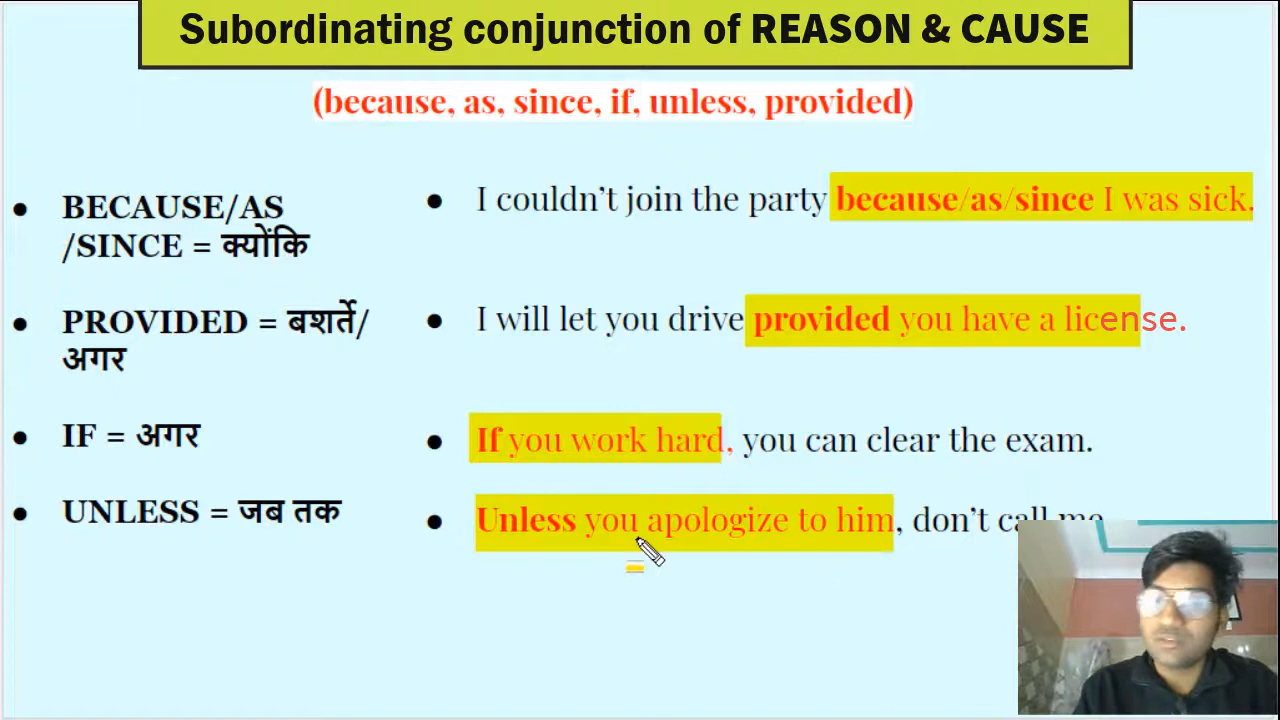 Subordinating conjunction of REASON & CAUSE
(because, as, since, if, unless, provided)
BECAUSE/AS
/SINCE = क्योंकि
I couldn't join the party because/as/since I was sick.
PROVIDED = बशर्ते/
अगर
I will let you drive provided you have a license.
IF = अगर
If you work hard, you can clear the exam.
UNLESS = जब तक
Unless you apologize to him, don't call me